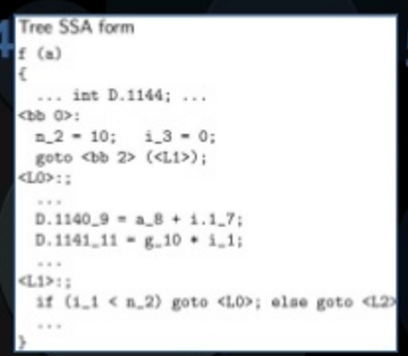 4
Tree SSA form
f (a)
{
... int D.1144; ...
<bb 0>:
n_2 = 10; i_3 = 0;
goto <bb 2> (<L1>);
<L0>:;
...
D.1140_9 = a_8 + i.1_7;
D.1141_11 = g_10 * i_1;
...
<L1>:;
if (i_1 < n_2) goto <L0>; else goto <L2>
...
}